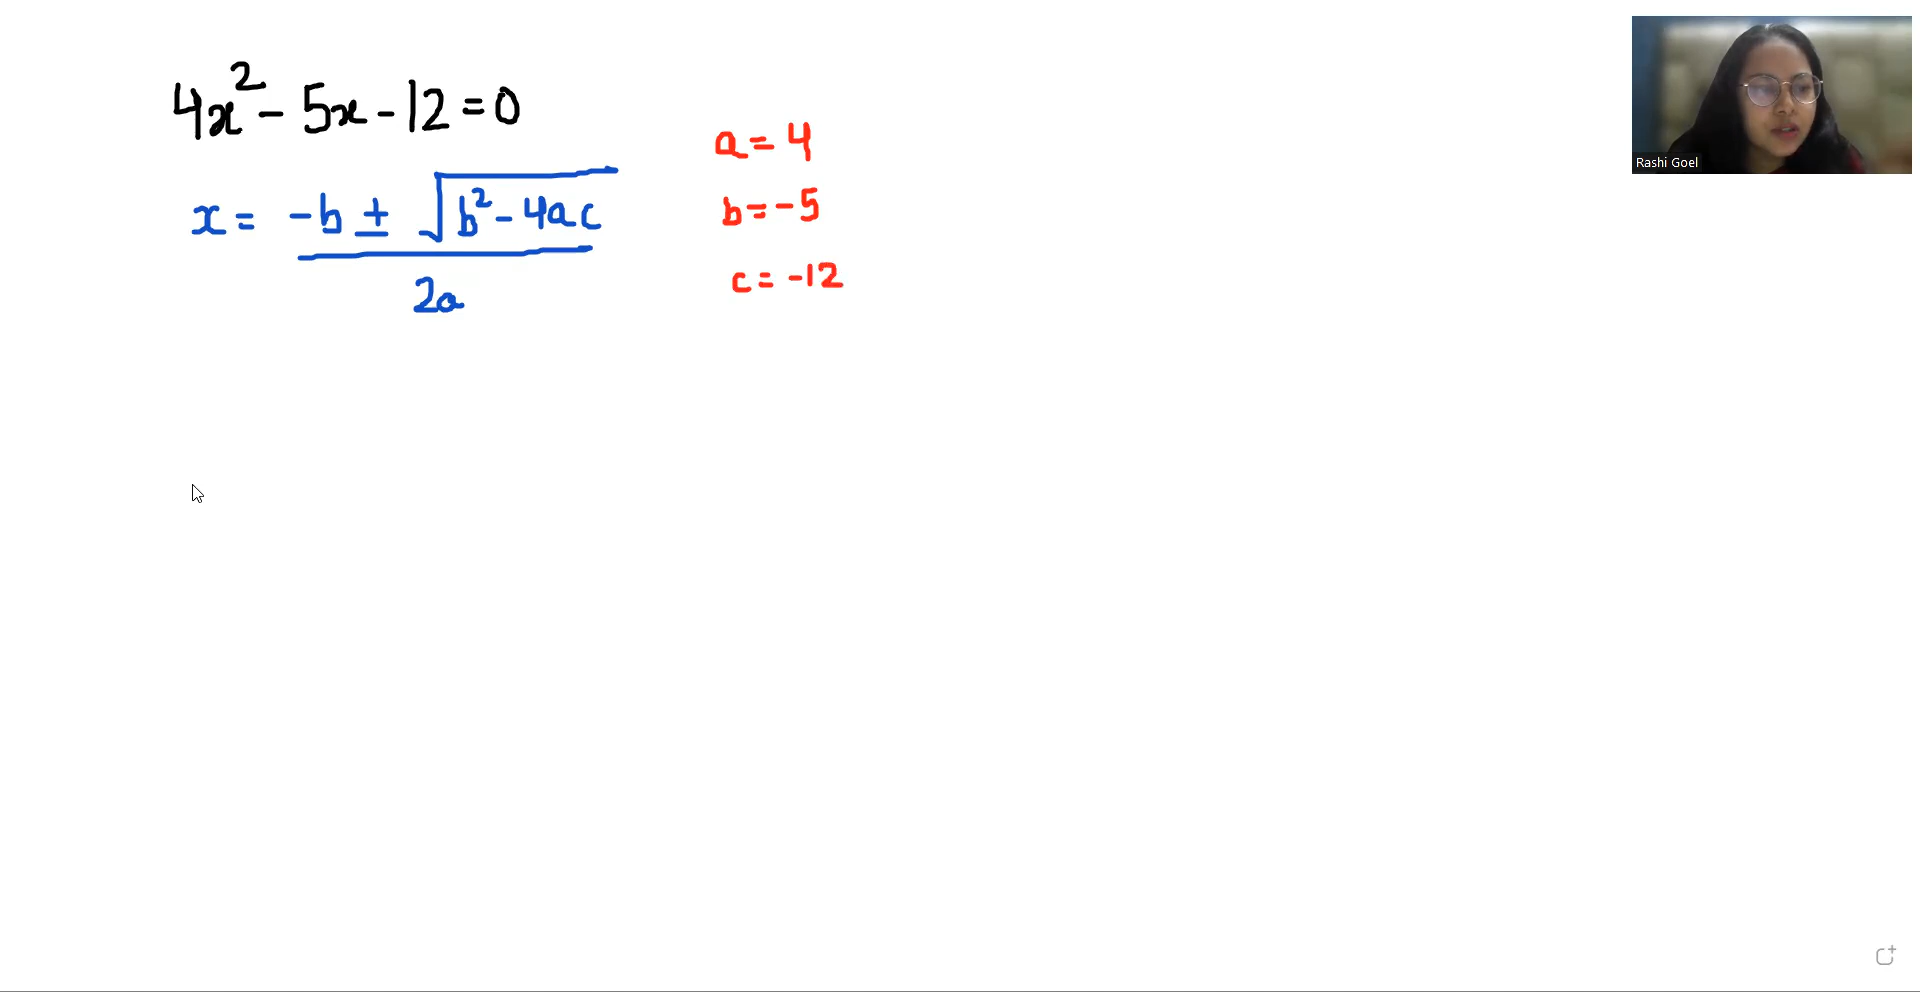 4x² - 5x - 12 = 0
x = -b ± √(b² - 4ac) / 2a
a = 4
b = -5
c = -12
Rashi Goel